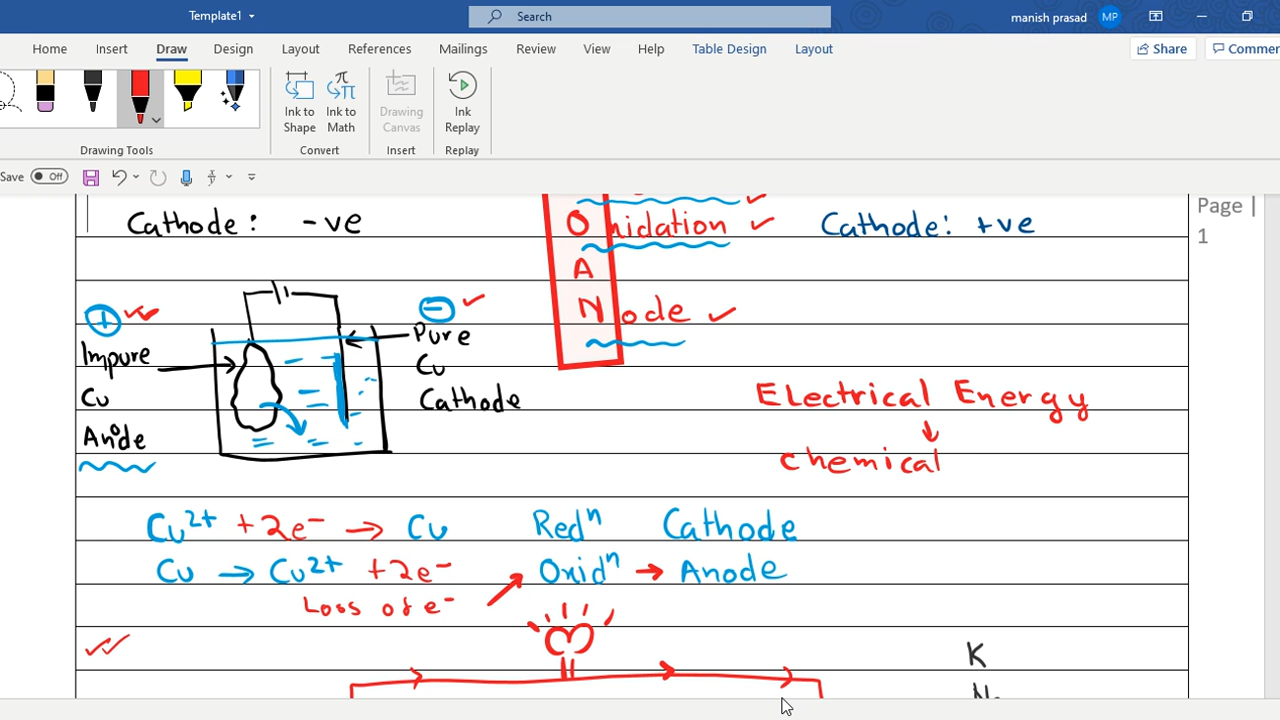 Template1
Search
manish prasad MP
Home Insert Draw Design Layout References Mailings Review View Help Table Design Layout
Share Commer
Ink to Shape
Ink to Math
Drawing Canvas
Ink Replay
Drawing Tools Convert Insert Replay
Save Off
Page | 1
Cathode: -ve
Oxidation
Cathode: +ve
A
Node
+
Impure
Cu
Anode
-
Pure
Cu
Cathode
Electrical Energy
↓
chemical
Cu²⁺ +2e⁻ → Cu Redⁿ Cathode
Cu → Cu²⁺ +2e⁻ Oxidⁿ → Anode
Loss of e⁻
K